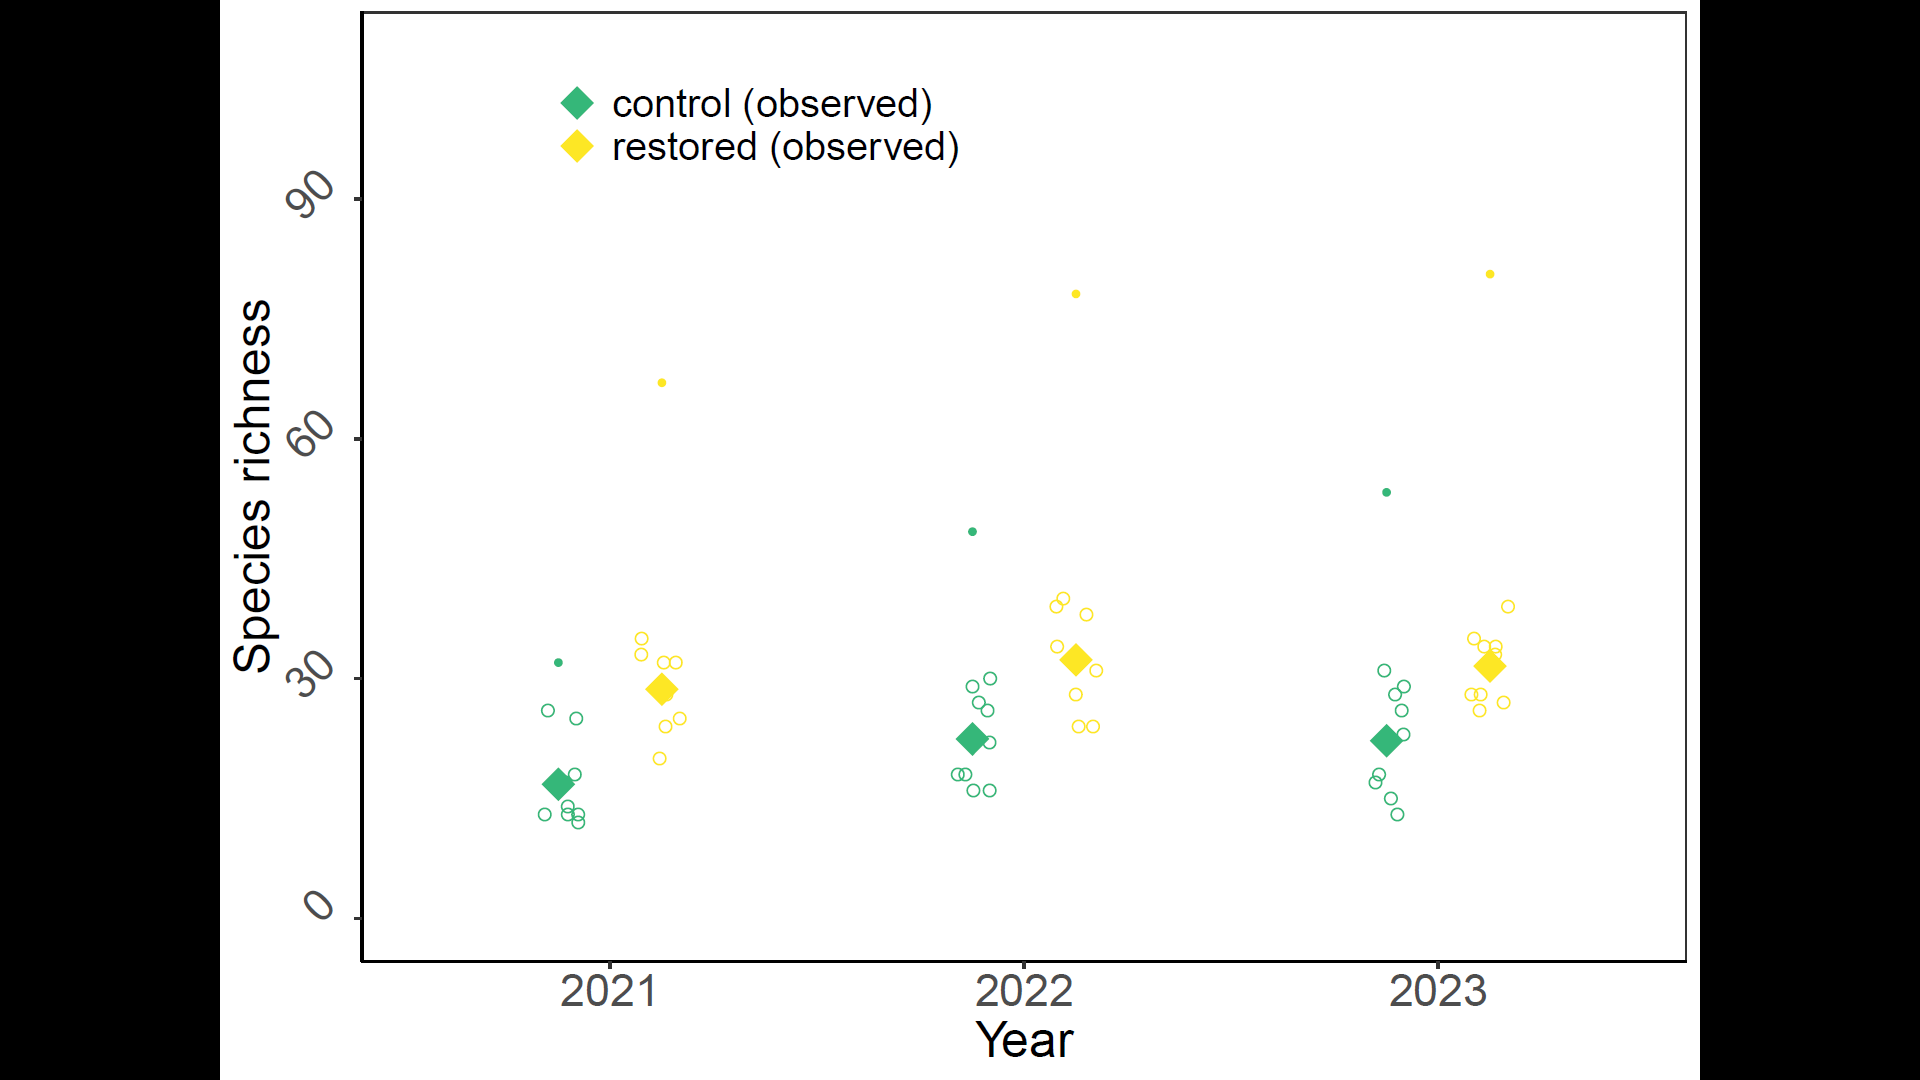 control (observed)
restored (observed)
90
60
30
0
Species richness
2021
2022
2023
Year